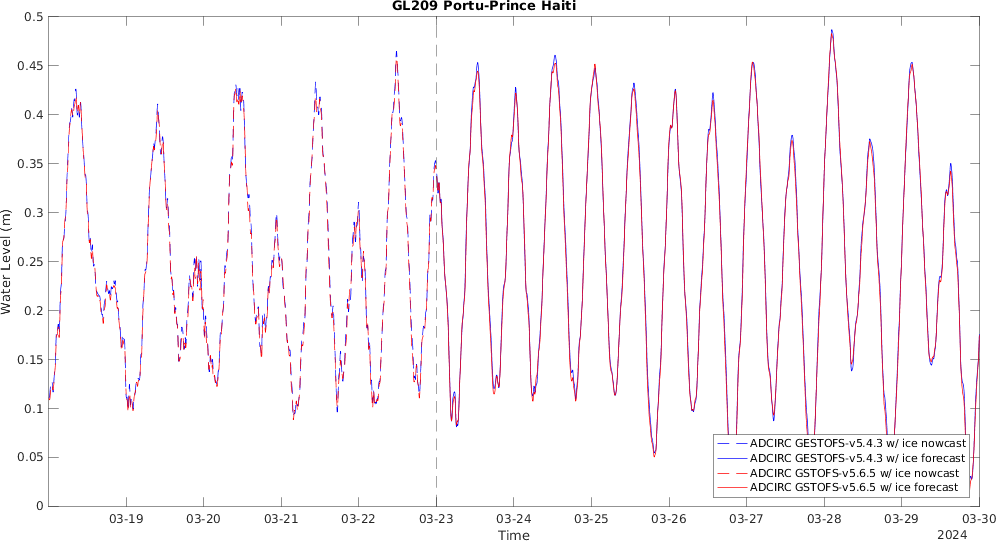 GL209 Portu-Prince Haiti
0.5
0.45
0.4
0.35
0.3
0.25
0.2
0.15
0.1
0.05
0
Water Level (m)
ADCIRC GESTOFS-v5.4.3 w/ ice nowcast
ADCIRC GESTOFS-v5.4.3 w/ ice forecast
ADCIRC GSTOFS-v5.6.5 w/ ice nowcast
ADCIRC GSTOFS-v5.6.5 w/ ice forecast
03-19 03-20 03-21 03-22 03-23 03-24 03-25 03-26 03-27 03-28 03-29 03-30
Time
2024